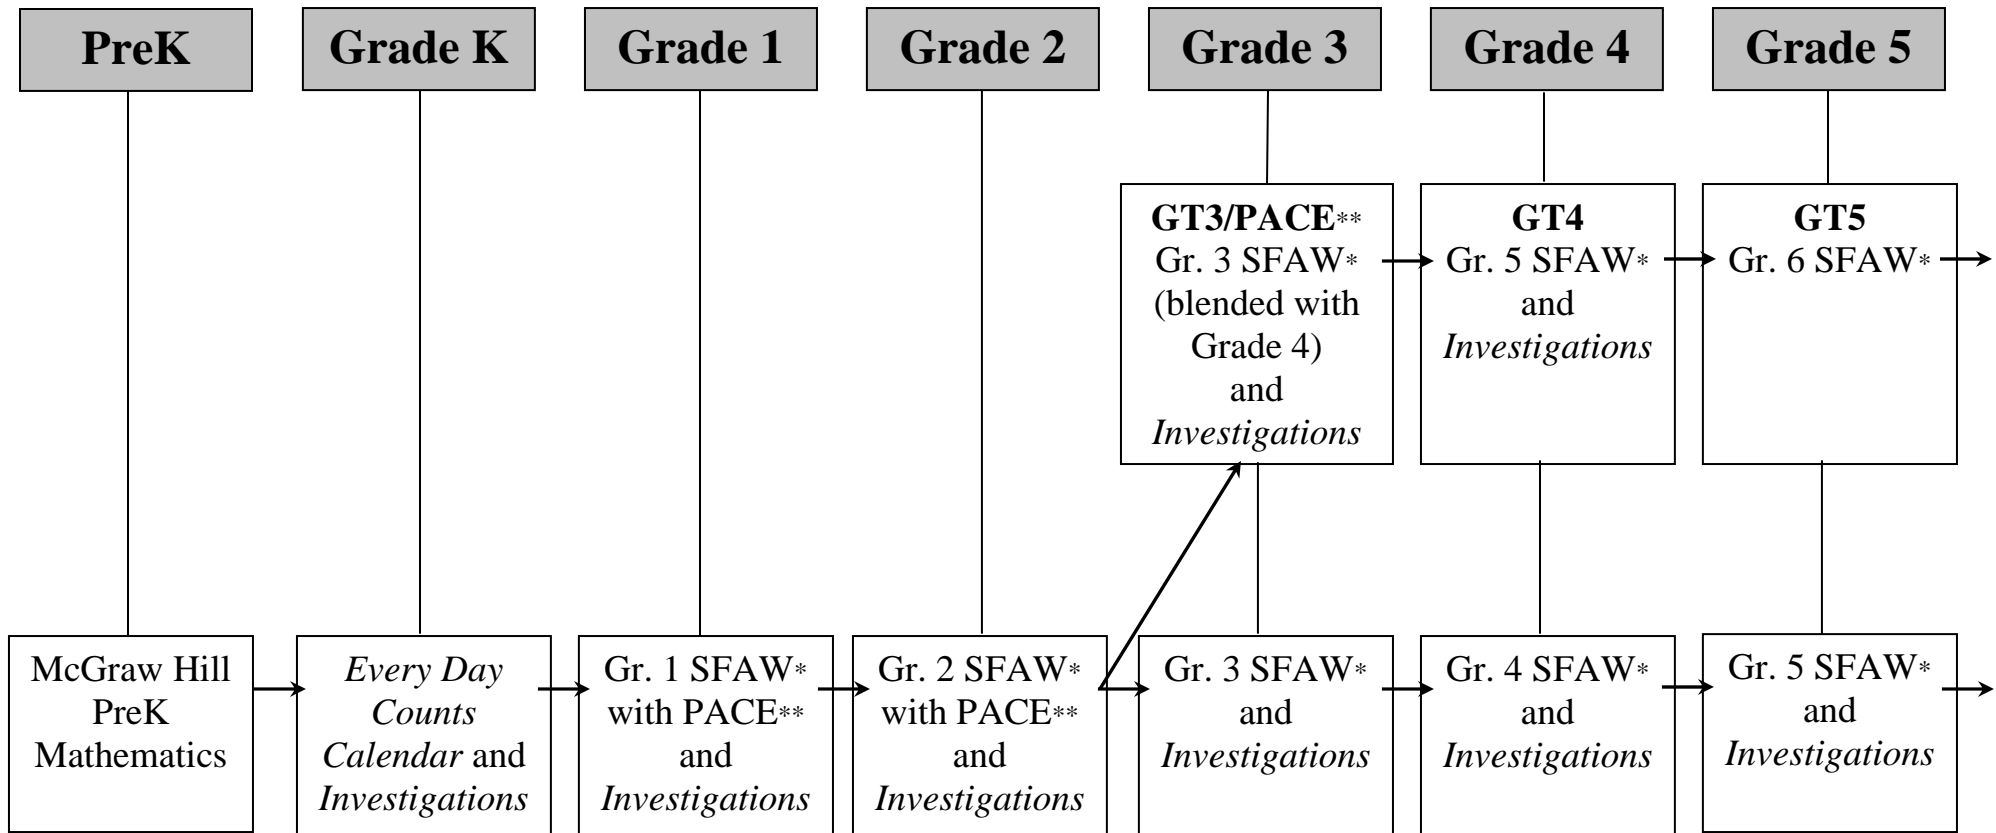 PreK
Grade K
Grade 1
Grade 2
Grade 3
Grade 4
Grade 5
GT3/PACE**
Gr. 3 SFAW*
(blended with
Grade 4)
and
Investigations
GT4
Gr. 5 SFAW*
and
Investigations
GT5
Gr. 6 SFAW*
McGraw Hill
PreK
Mathematics
Every Day
Counts
Calendar and
Investigations
Gr. 1 SFAW*
with PACE**
and
Investigations
Gr. 2 SFAW*
with PACE**
and
Investigations
Gr. 3 SFAW*
and
Investigations
Gr. 4 SFAW*
and
Investigations
Gr. 5 SFAW*
and
Investigations